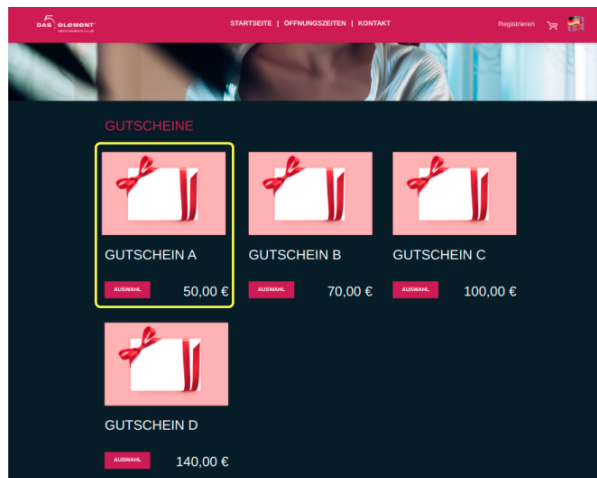 DAS element
STARTSEITE | ÖFFNUNGSZEITEN | KONTAKT
Registrieren
GUTSCHEINE
GUTSCHEIN A
GUTSCHEIN B
GUTSCHEIN C
AUSWAHL 50,00 €
AUSWAHL 70,00 €
AUSWAHL 100,00 €
GUTSCHEIN D
AUSWAHL 140,00 €